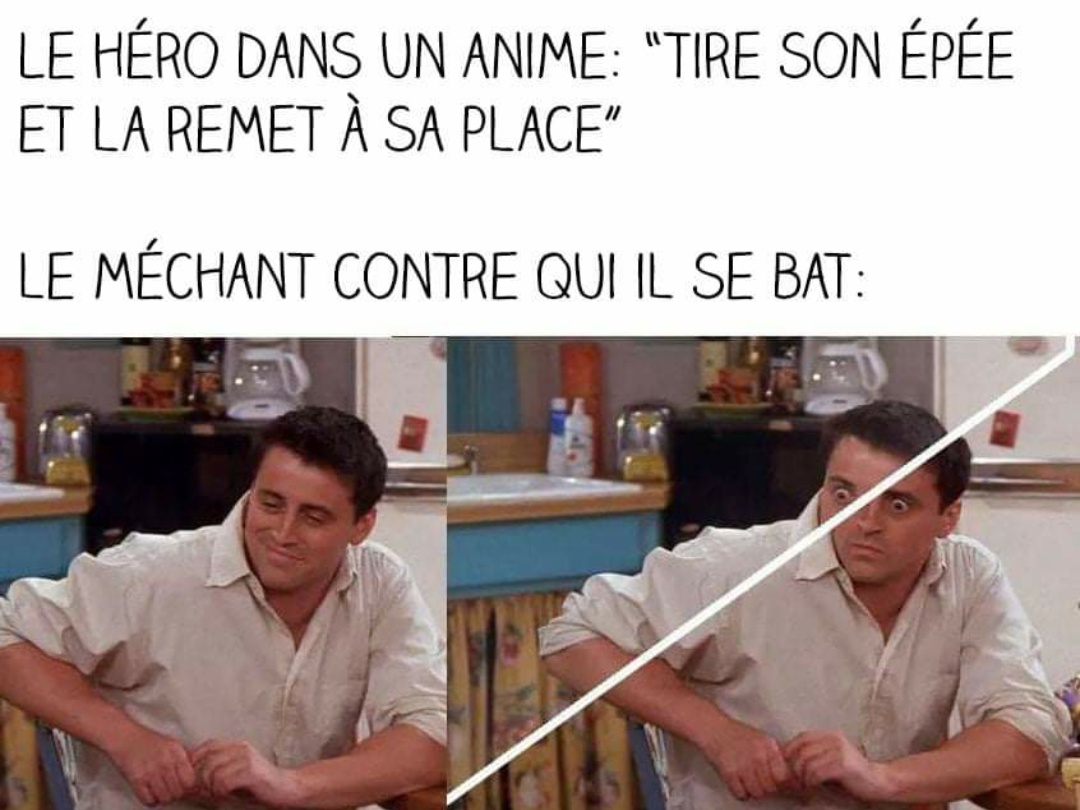 LE HÉRO DANS UN ANIME: "TIRE SON ÉPÉE
ET LA REMET À SA PLACE"
LE MÉCHANT CONTRE QUI IL SE BAT: